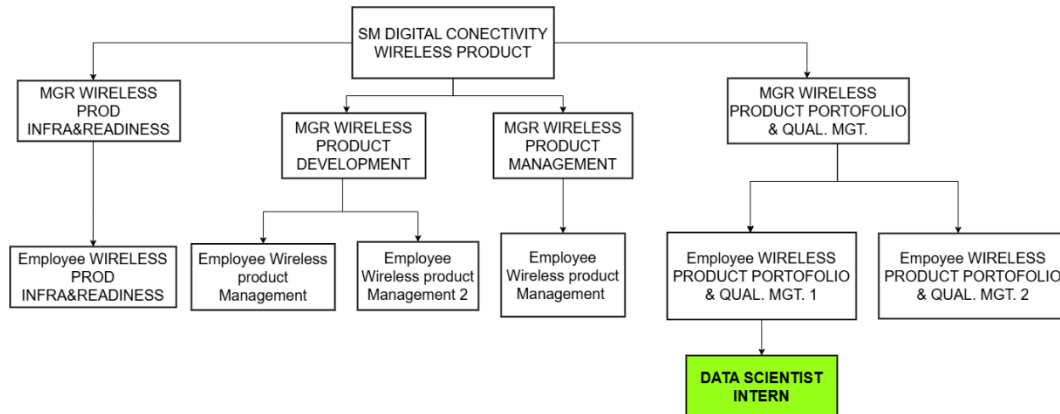 SM DIGITAL CONECTIVITY
WIRELESS PRODUCT
MGR WIRELESS
PROD
INFRA&READINESS
MGR WIRELESS
PRODUCT
DEVELOPMENT
MGR WIRELESS
PRODUCT
MANAGEMENT
MGR WIRELESS
PRODUCT PORTOFOLIO
& QUAL. MGT.
Employee WIRELESS
PROD
INFRA&READINESS
Employee Wireless
product
Management
Employee
Wireless product
Management 2
Employee
Wireless product
Management
Employee WIRELESS
PRODUCT PORTOFOLIO
& QUAL. MGT. 1
Empoyee WIRELESS
PRODUCT PORTOFOLIO
& QUAL. MGT. 2
DATA SCIENTIST
INTERN